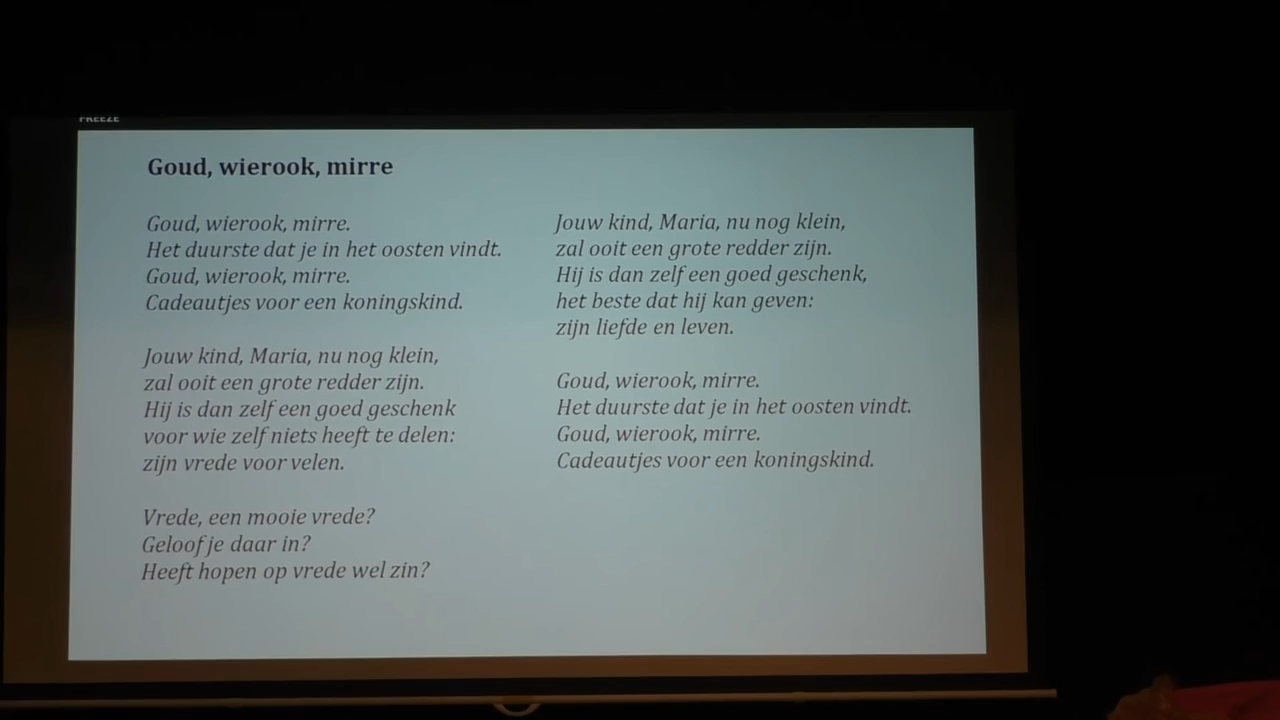 FREEZE
Goud, wierook, mirre
Goud, wierook, mirre.
Het duurste dat je in het oosten vindt.
Goud, wierook, mirre.
Cadeautjes voor een koningskind.
Jouw kind, Maria, nu nog klein,
zal ooit een grote redder zijn.
Hij is dan zelf een goed geschenk
voor wie zelf niets heeft te delen:
zijn vrede voor velen.
Vrede, een mooie vrede?
Geloof je daar in?
Heeft hopen op vrede wel zin?
Jouw kind, Maria, nu nog klein,
zal ooit een grote redder zijn.
Hij is dan zelf een goed geschenk,
het beste dat hij kan geven:
zijn liefde en leven.
Goud, wierook, mirre.
Het duurste dat je in het oosten vindt.
Goud, wierook, mirre.
Cadeautjes voor een koningskind.